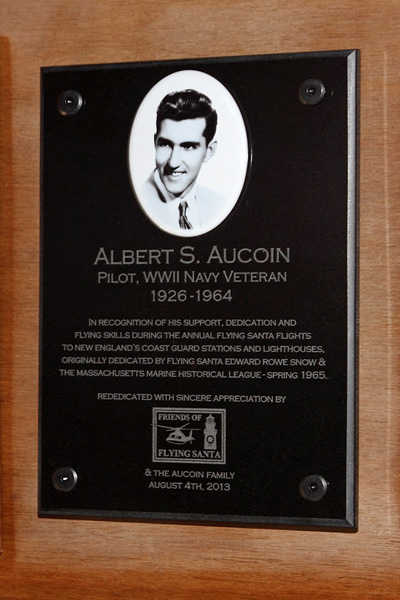 ALBERT S. AUCOIN
PILOT, WWII NAVY VETERAN
1926-1964
IN RECOGNITION OF HIS SUPPORT, DEDICATION AND
FLYING SKILLS DURING THE ANNUAL FLYING SANTA FLIGHTS
TO NEW ENGLAND'S COAST GUARD STATIONS AND LIGHTHOUSES,
ORIGINALLY DEDICATED BY FLYING SANTA EDWARD ROWE SNOW &
THE MASSACHUSETTS MARINE HISTORICAL LEAGUE - SPRING 1965.
REDEDICATED WITH SINCERE APPRECIATION BY
FRIENDS OF
FLYING SANTA
& THE AUCOIN FAMILY
AUGUST 4TH, 2013